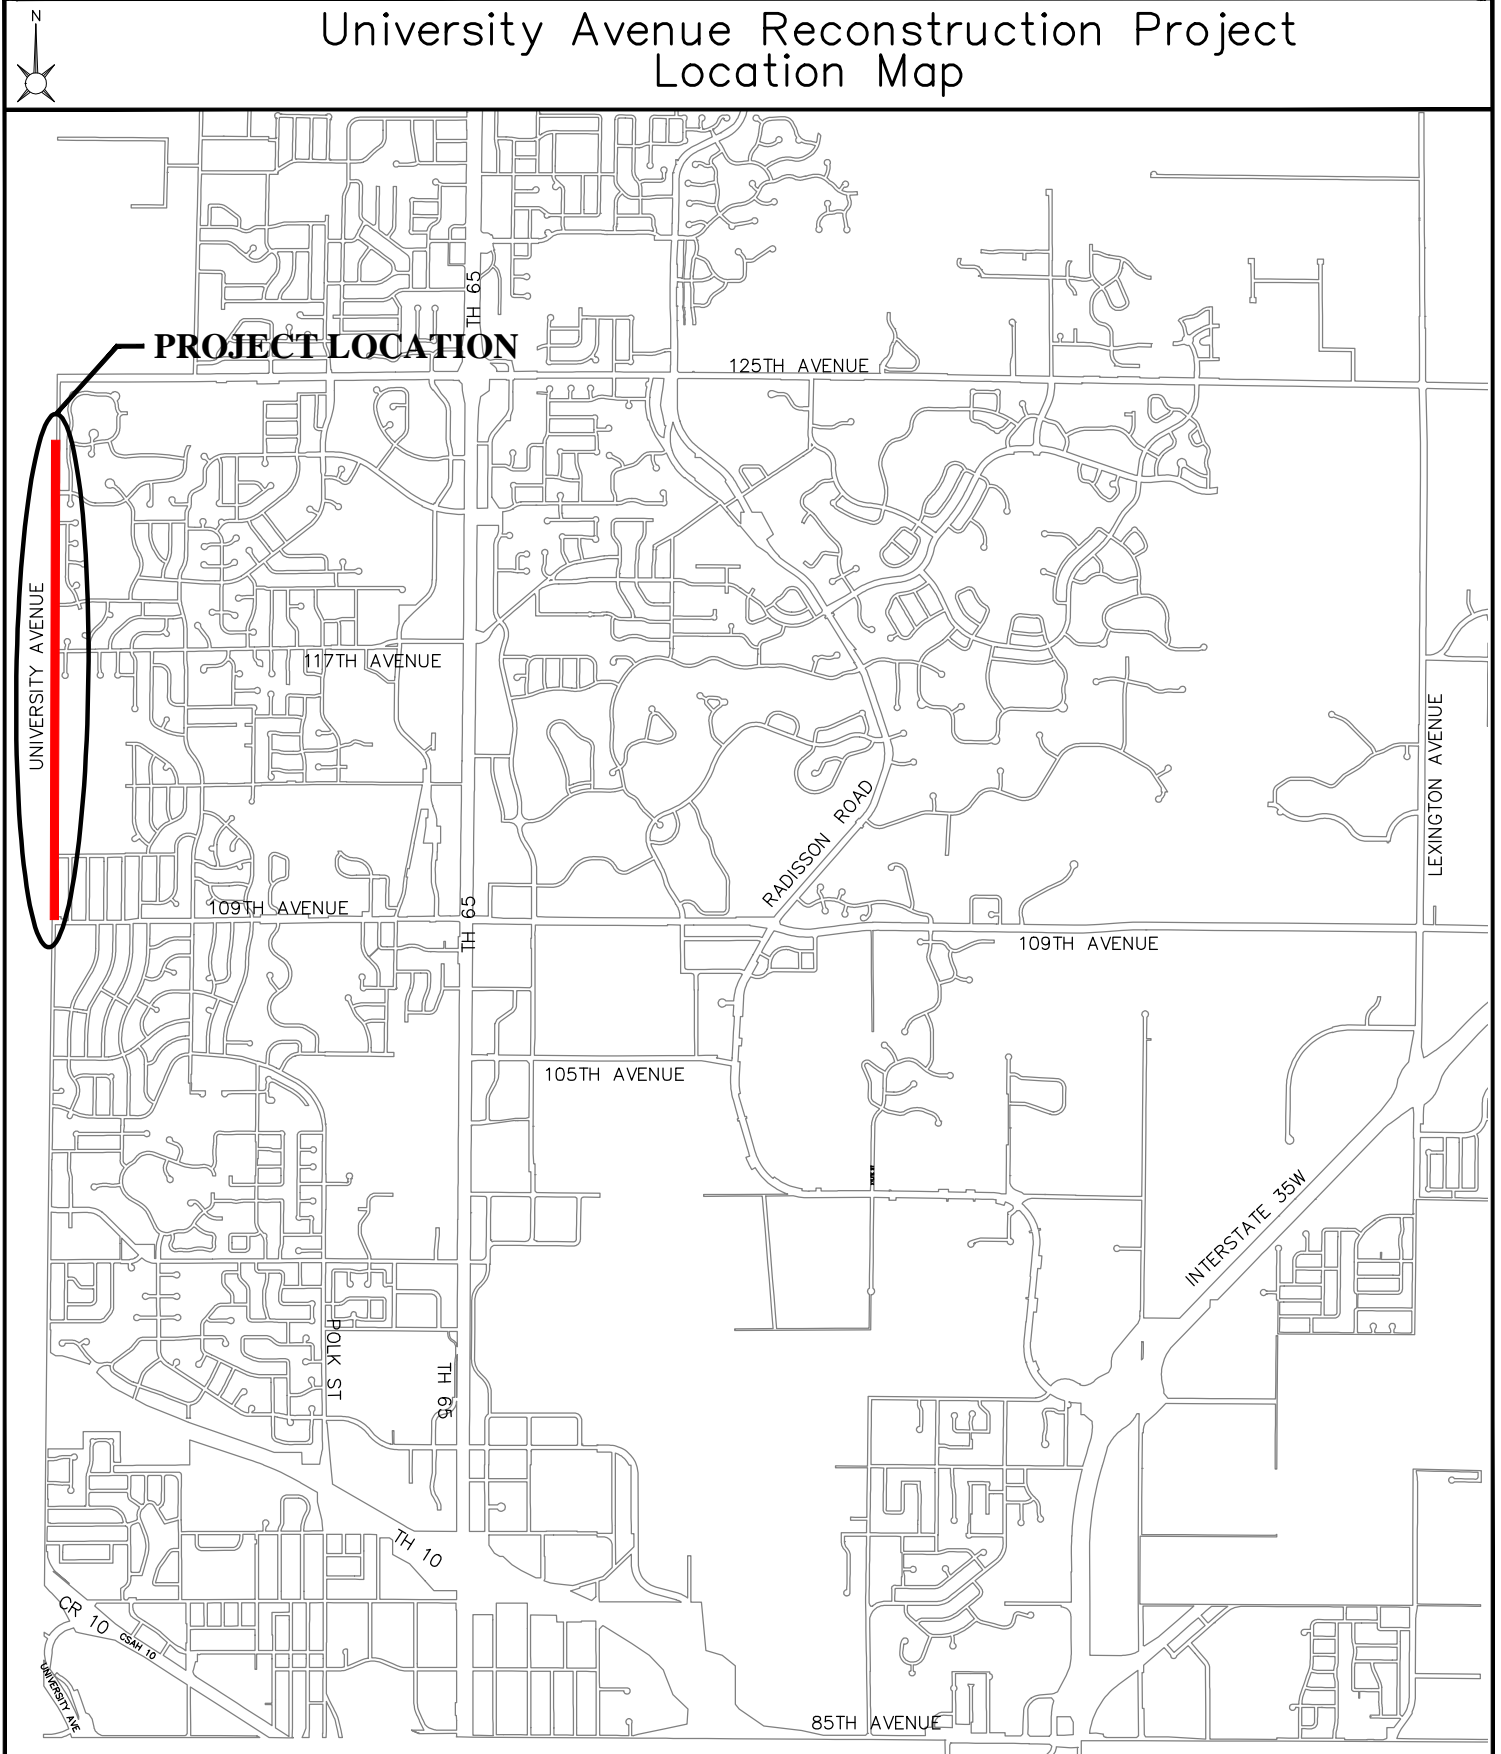 N
University Avenue Reconstruction Project
Location Map
TH 65
PROJECT LOCATION
125TH AVENUE
UNIVERSITY AVENUE
117TH AVENUE
LEXINGTON AVENUE
RADISSON ROAD
109TH AVENUE
TH 65
109TH AVENUE
105TH AVENUE
INTERSTATE 35W
POLK ST
TH 65
TH 10
CR 10
CSAH 10
UNIVERSITY AVE
85TH AVENUE